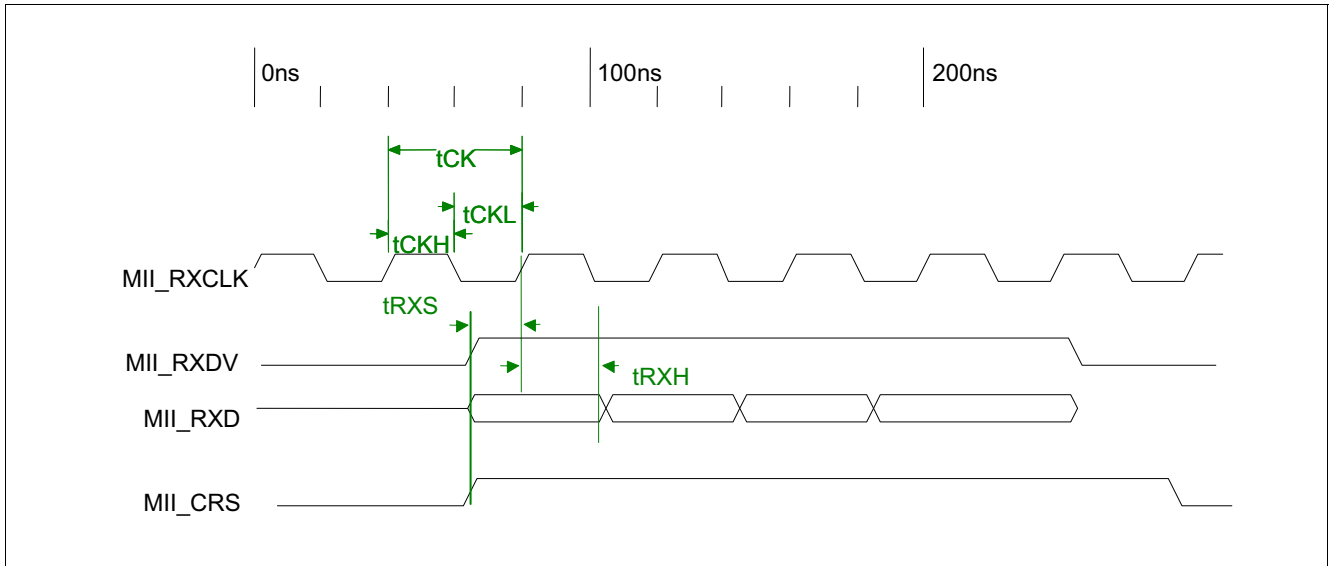 0ns
100ns
200ns
tCK
tCKL
tCKH
MII_RXCLK
tRXS
MII_RXDV
tRXH
MII_RXD
MII_CRS